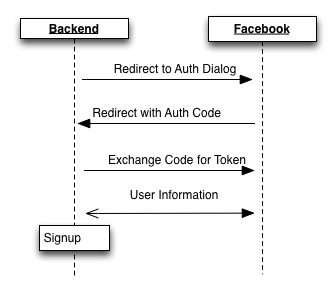 Backend
Facebook
Redirect to Auth Dialog
Redirect with Auth Code
Exchange Code for Token
User Information
Signup